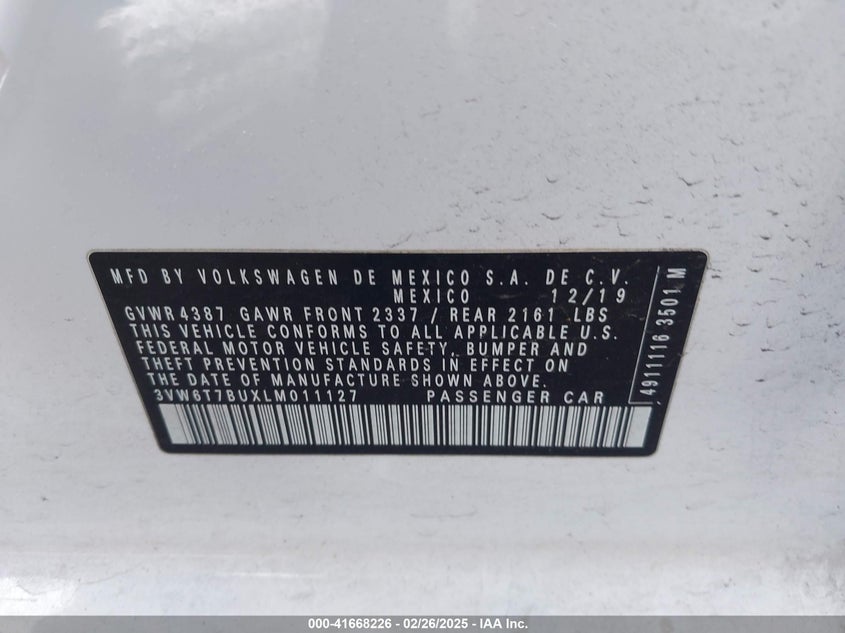 MFD BY VOLKSWAGEN DE MEXICO S.A. DE C.V.
MEXICO 12/19
GVWR 4387 GAWR FRONT 2337 / REAR 2161 LBS
THIS VEHICLE CONFORMS TO ALL APPLICABLE U.S.
FEDERAL MOTOR VEHICLE SAFETY, BUMPER AND
THEFT PREVENTION STANDARDS IN EFFECT ON
THE DATE OF MANUFACTURE SHOWN ABOVE.
3VW6T7BUXLM011127 PASSENGER CAR
4911116 3501 M
000-41668226 - 02/26/2025 - IAA Inc.